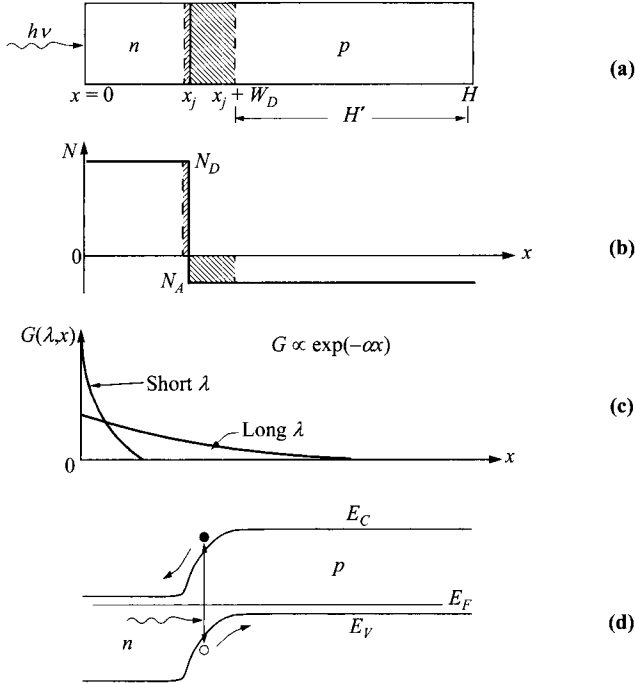 hν
n
p
(a)
x = 0
x_j
x_j + W_D
H
H′
N
N_D
0
x
(b)
N_A
G(λ,x)
G ∝ exp(−αx)
Short λ
(c)
Long λ
0
x
E_C
p
E_F
E_V
(d)
n